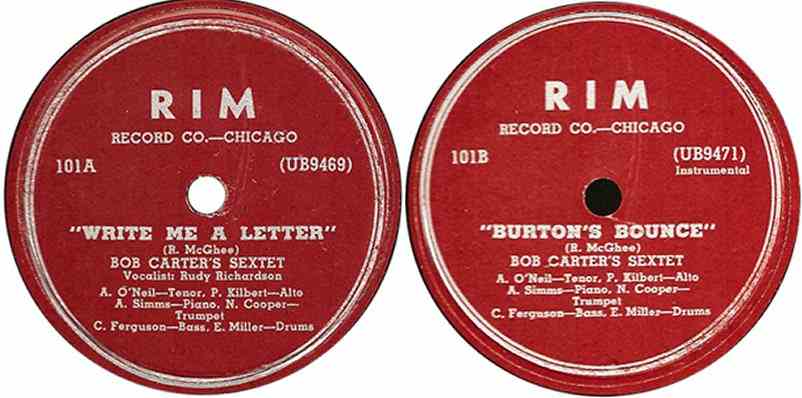 RIM
RECORD CO.—CHICAGO
101A
(UB9469)
"WRITE ME A LETTER"
(R. McGhee)
BOB CARTER'S SEXTET
Vocalist: Rudy Richardson
A. O'Neil—Tenor, P. Kilbert—Alto
A. Simms—Piano, N. Cooper—
Trumpet
C. Ferguson—Bass, E. Miller—Drums
RIM
RECORD CO.—CHICAGO
101B
(UB9471)
Instrumental
"BURTON'S BOUNCE"
(R. McGhee)
BOB CARTER'S SEXTET
A. O'Neil—Tenor, P. Kilbert—Alto
A. Simms—Piano, N. Cooper—
Trumpet
C. Ferguson—Bass, E. Miller—Drums